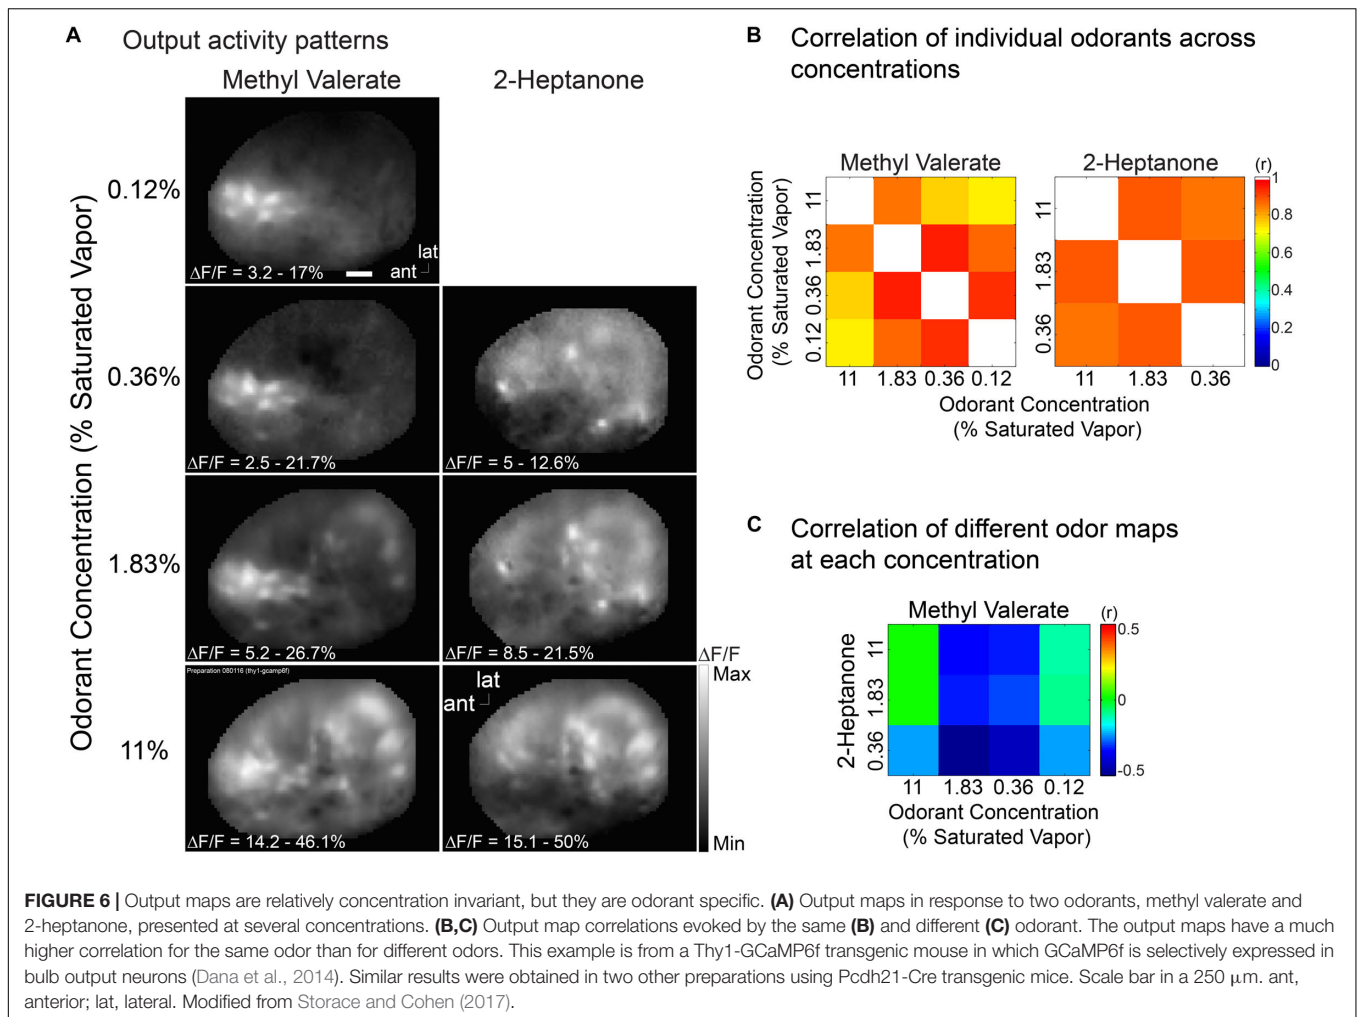 A Output activity patterns
Methyl Valerate 2-Heptanone
Odorant Concentration (% Saturated Vapor)
0.12%
ΔF/F = 3.2 - 17%
lat
ant
0.36%
ΔF/F = 2.5 - 21.7%
ΔF/F = 5 - 12.6%
1.83%
ΔF/F = 5.2 - 26.7%
ΔF/F = 8.5 - 21.5%
11%
Preparation 080116 (thy1-gcamp6f)
ΔF/F = 14.2 - 46.1%
lat
ant
ΔF/F = 15.1 - 50%
ΔF/F
Max
Min
B Correlation of individual odorants across
concentrations
Methyl Valerate
2-Heptanone
(r)
Odorant Concentration
(% Saturated Vapor)
11
1.83
0.36
0.12
11 1.83 0.36 0.12
11
1.83
0.36
11 1.83 0.36
1
0.8
0.6
0.4
0.2
0
Odorant Concentration
(% Saturated Vapor)
C Correlation of different odor maps
at each concentration
Methyl Valerate
(r)
2-Heptanone
11
1.83
0.36
11 1.83 0.36 0.12
0.5
0
-0.5
Odorant Concentration
(% Saturated Vapor)
FIGURE 6 | Output maps are relatively concentration invariant, but they are odorant specific. (A) Output maps in response to two odorants, methyl valerate and
2-heptanone, presented at several concentrations. (B,C) Output map correlations evoked by the same (B) and different (C) odorant. The output maps have a much
higher correlation for the same odor than for different odors. This example is from a Thy1-GCaMP6f transgenic mouse in which GCaMP6f is selectively expressed in
bulb output neurons (Dana et al., 2014). Similar results were obtained in two other preparations using Pcdh21-Cre transgenic mice. Scale bar in a 250 μm. ant,
anterior; lat, lateral. Modified from Storace and Cohen (2017).